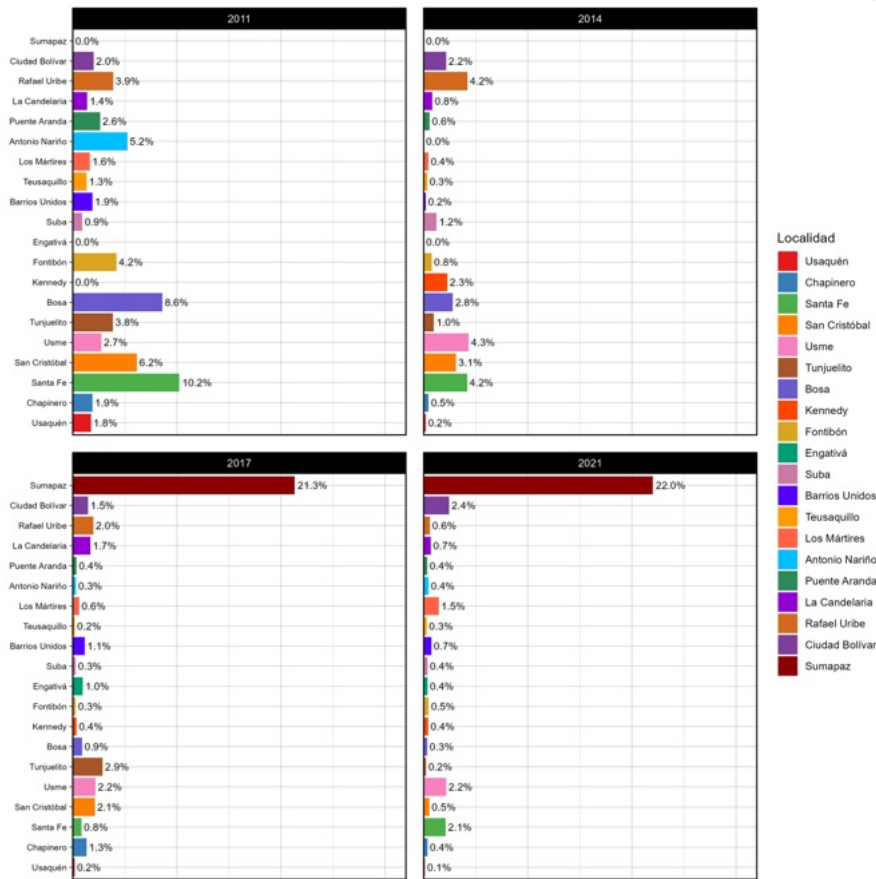 2011
2014
Sumapaz 0.0% 0.0%
Ciudad Bolívar 2.0% 2.2%
Rafael Uribe 3.9% 4.2%
La Candelaria 1.4% 0.8%
Puente Aranda 2.6% 0.6%
Antonio Nariño 5.2% 0.0%
Los Mártires 1.6% 0.4%
Teusaquillo 1.3% 0.3%
Barrios Unidos 1.9% 0.2%
Suba 0.9% 1.2%
Engativá 0.0% 0.0%
Fontibón 4.2% 0.8%
Kennedy 0.0% 2.3%
Bosa 8.6% 2.8%
Tunjuelito 3.8% 1.0%
Usme 2.7% 4.3%
San Cristóbal 6.2% 3.1%
Santa Fe 10.2% 4.2%
Chapinero 1.9% 0.5%
Usaquén 1.8% 0.2%
2017
2021
Sumapaz 21.3% 22.0%
Ciudad Bolívar 1.5% 2.4%
Rafael Uribe 2.0% 0.6%
La Candelaria 1.7% 0.7%
Puente Aranda 0.4% 0.4%
Antonio Nariño 0.3% 0.4%
Los Mártires 0.6% 1.5%
Teusaquillo 0.2% 0.3%
Barrios Unidos 1.1% 0.7%
Suba 0.3% 0.4%
Engativá 1.0% 0.4%
Fontibón 0.3% 0.5%
Kennedy 0.4% 0.4%
Bosa 0.9% 0.3%
Tunjuelito 2.9% 0.2%
Usme 2.2% 2.2%
San Cristóbal 2.1% 0.5%
Santa Fe 0.8% 2.1%
Chapinero 1.3% 0.4%
Usaquén 0.2% 0.1%
Localidad
Usaquén
Chapinero
Santa Fe
San Cristóbal
Usme
Tunjuelito
Bosa
Kennedy
Fontibón
Engativá
Suba
Barrios Unidos
Teusaquillo
Los Mártires
Antonio Nariño
Puente Aranda
La Candelaria
Rafael Uribe
Ciudad Bolívar
Sumapaz